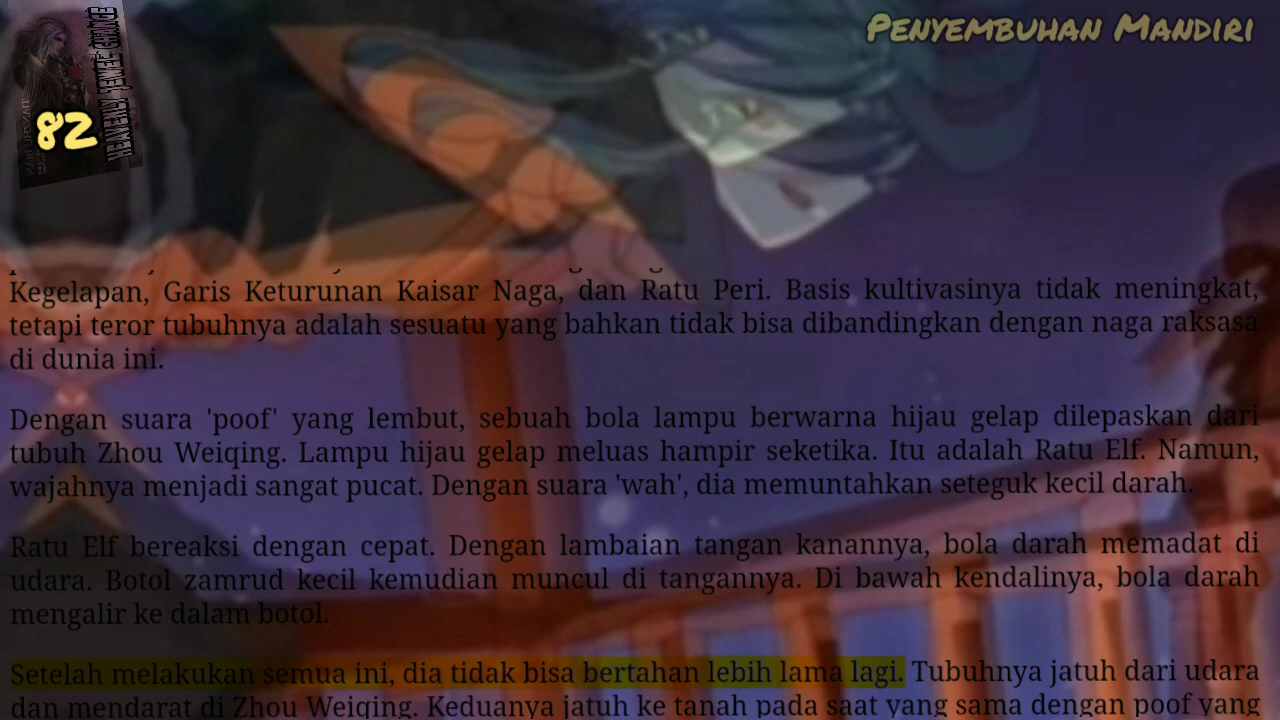 HEAVENLY JEWEL CHANGE
82
Penyembuhan Mandiri
Kegelapan, Garis Keturunan Kaisar Naga, dan Ratu Peri. Basis kultivasinya tidak meningkat,
tetapi teror tubuhnya adalah sesuatu yang bahkan tidak bisa dibandingkan dengan naga raksasa
di dunia ini.
Dengan suara 'poof' yang lembut, sebuah bola lampu berwarna hijau gelap dilepaskan dari
tubuh Zhou Weiqing. Lampu hijau gelap meluas hampir seketika. Itu adalah Ratu Elf. Namun,
wajahnya menjadi sangat pucat. Dengan suara 'wah', dia memuntahkan seteguk kecil darah.
Ratu Elf bereaksi dengan cepat. Dengan lambaian tangan kanannya, bola darah memadat di
udara. Botol zamrud kecil kemudian muncul di tangannya. Di bawah kendalinya, bola darah
mengalir ke dalam botol.
Setelah melakukan semua ini, dia tidak bisa bertahan lebih lama lagi. Tubuhnya jatuh dari udara
dan mendarat di Zhou Weiqing. Keduanya jatuh ke tanah pada saat yang sama dengan poof yang